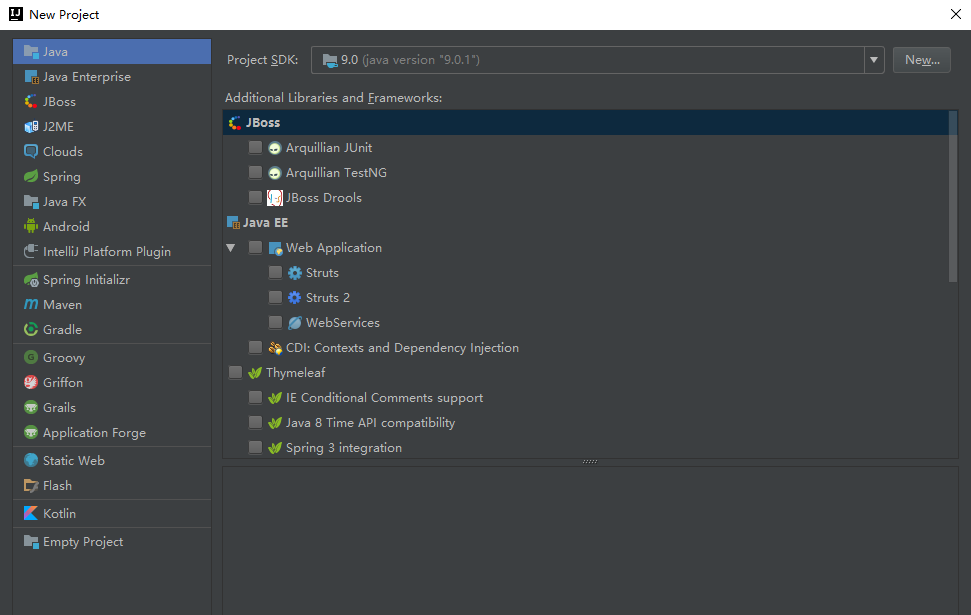 New Project
Java
Java Enterprise
JBoss
J2ME
Clouds
Spring
Java FX
Android
IntelliJ Platform Plugin
Spring Initializr
Maven
Gradle
Groovy
Griffon
Grails
Application Forge
Static Web
Flash
Kotlin
Empty Project
Project SDK: 9.0 (java version "9.0.1") New...
Additional Libraries and Frameworks:
JBoss
Arquillian JUnit
Arquillian TestNG
JBoss Drools
Java EE
Web Application
Struts
Struts 2
WebServices
CDI: Contexts and Dependency Injection
Thymeleaf
IE Conditional Comments support
Java 8 Time API compatibility
Spring 3 integration